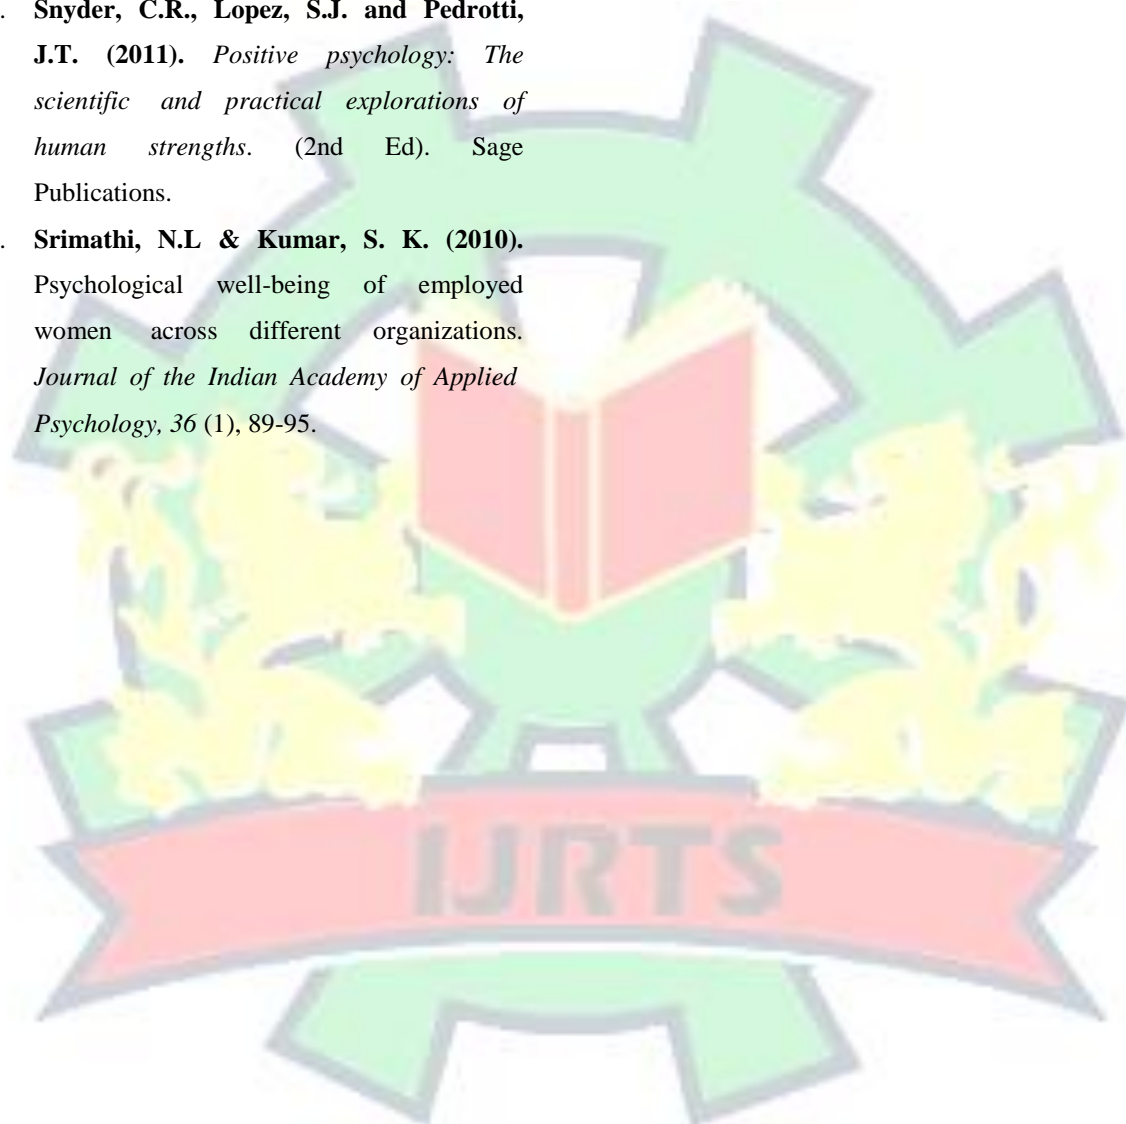 . Snyder, C.R., Lopez, S.J. and Pedrotti,
J.T. (2011). Positive psychology: The
scientific and practical explorations of
human strengths. (2nd Ed). Sage
Publications.
. Srimathi, N.L & Kumar, S. K. (2010).
Psychological well-being of employed
women across different organizations.
Journal of the Indian Academy of Applied
Psychology, 36 (1), 89-95.
IJRTS